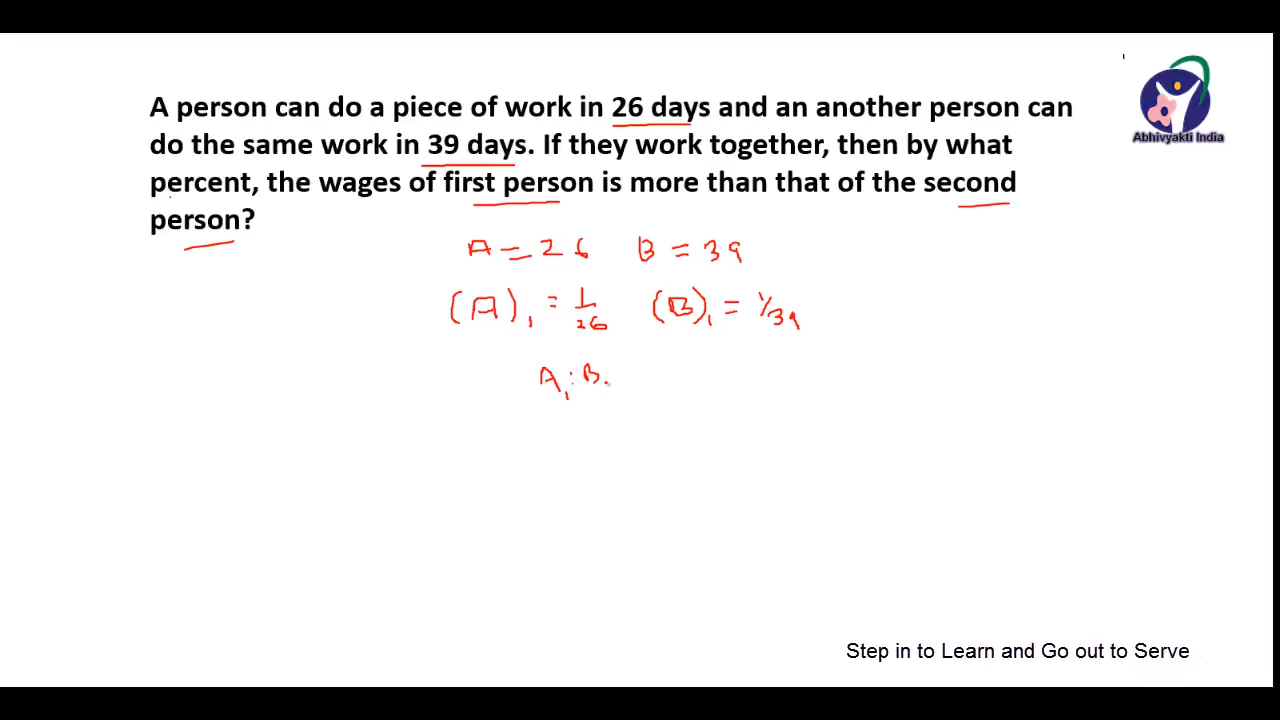 Abhivyakti India
A person can do a piece of work in 26 days and an another person can
do the same work in 39 days. If they work together, then by what
percent, the wages of first person is more than that of the second
person?
A = 26 B = 39
(A)₁ = 1/26 (B)₁ = 1/39
A₁ : B.
Step in to Learn and Go out to Serve